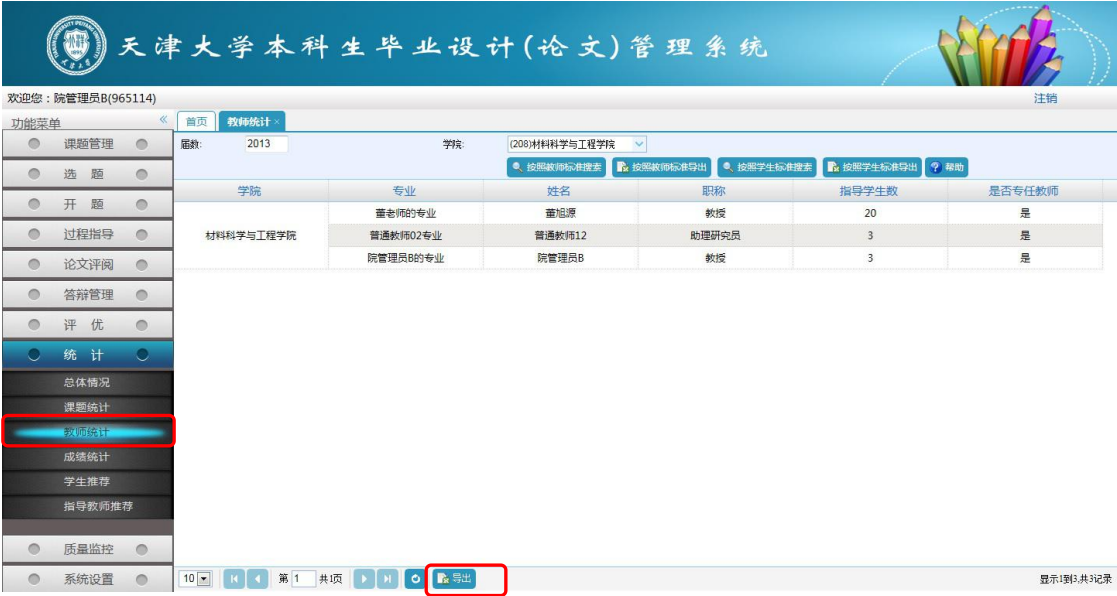 天津大学本科生毕业设计(论文)管理系统
欢迎您：院管理员B(965114)
注销
功能菜单
首页
教师统计
课题管理
选 题
开 题
过程指导
论文评阅
答辩管理
评 优
统 计
总体情况
课题统计
教师统计
成绩统计
学生推荐
指导教师推荐
质量监控
系统设置
届数: 2013 学院: (208)材料科学与工程学院
按照教师标准搜索 按照教师标准导出 按照学生标准搜索 按照学生标准导出 帮助
学院 专业 姓名 职称 指导学生数 是否专任教师
材料科学与工程学院
董老师的专业 董旭源 教授 20 是
普通教师02专业 普通教师12 助理研究员 3 是
院管理员B的专业 院管理员B 教授 3 是
10 第 1 共1页 导出 显示1到3,共3记录